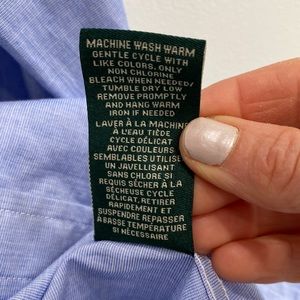 MACHINE WASH WARM
GENTLE CYCLE WITH
LIKE COLORS. ONLY
NON CHLORINE
BLEACH WHEN NEEDED/
TUMBLE DRY LOW
REMOVE PROMPTLY
AND HANG WARM
IRON IF NEEDED
LAVER À LA MACHINE
À L'EAU TIÈDE
CYCLE DÉLICAT
AVEC COULEURS
SEMBLABLES UTILISE
UN JAVELLISANT
SANS CHLORE SI
REQUIS SÉCHER À LA
SÉCHEUSE CYCLE
DÉLICAT, RETIRER
RAPIDEMENT ET
SUSPENDRE REPASSER
À BASSE TEMPÉRATURE
SI NÉCESSAIRE